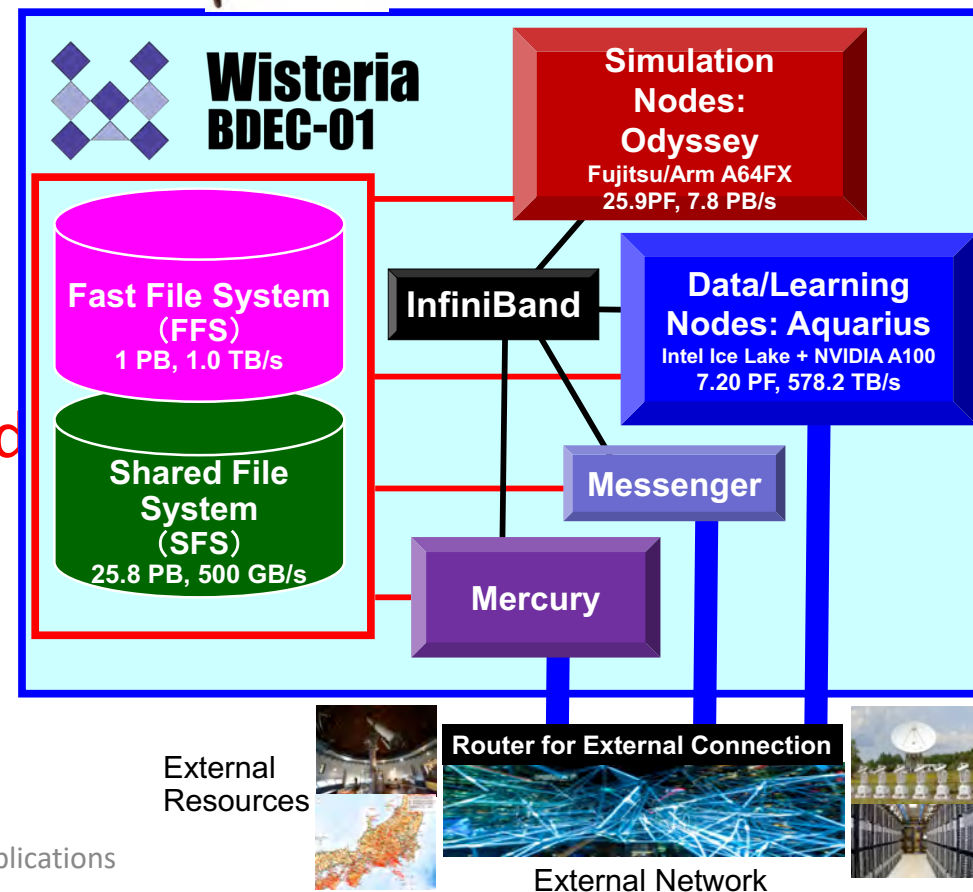 Wisteria
BDEC-01
Simulation
Nodes:
Odyssey
Fujitsu/Arm A64FX
25.9PF, 7.8 PB/s
Fast File System
（FFS）
1 PB, 1.0 TB/s
InfiniBand
Data/Learning
Nodes: Aquarius
Intel Ice Lake + NVIDIA A100
7.20 PF, 578.2 TB/s
d
Shared File
System
（SFS）
25.8 PB, 500 GB/s
Messenger
Mercury
External
Resources
Router for External Connection
plications
External Network